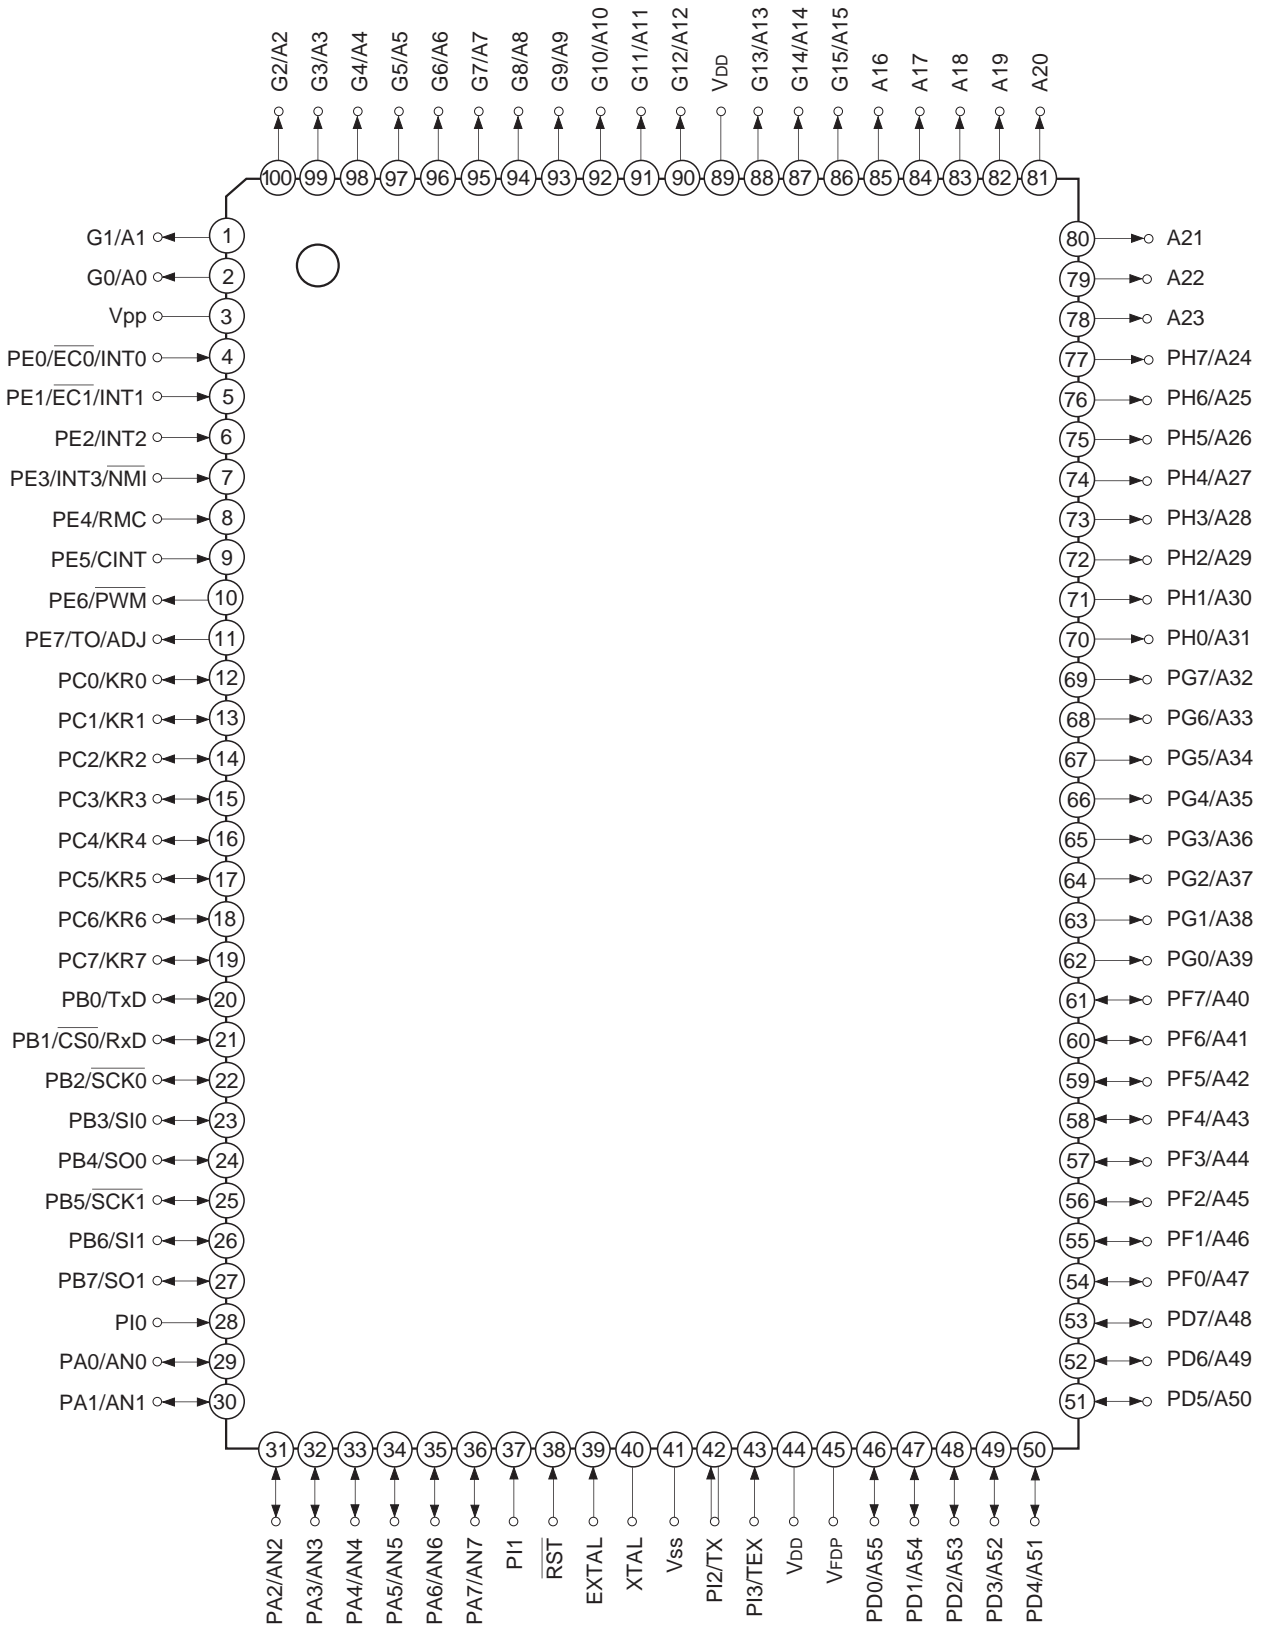 G2/A2
G3/A3
G4/A4
G5/A5
G6/A6
G7/A7
G8/A8
G9/A9
G10/A10
G11/A11
G12/A12
VDD
G13/A13
G14/A14
G15/A15
A16
A17
A18
A19
A20
100 99 98 97 96 95 94 93 92 91 90 89 88 87 86 85 84 83 82 81
G1/A1 1
G0/A0 2
Vpp 3
PE0/E̅C̅0̅/INT0 4
PE1/E̅C̅1̅/INT1 5
PE2/INT2 6
PE3/INT3/N̅M̅I̅ 7
PE4/RMC 8
PE5/CINT 9
PE6/P̅W̅M̅ 10
PE7/TO/ADJ 11
PC0/KR0 12
PC1/KR1 13
PC2/KR2 14
PC3/KR3 15
PC4/KR4 16
PC5/KR5 17
PC6/KR6 18
PC7/KR7 19
PB0/TxD 20
PB1/C̅S̅0̅/RxD 21
PB2/S̅C̅K̅0̅ 22
PB3/SI0 23
PB4/SO0 24
PB5/S̅C̅K̅1̅ 25
PB6/SI1 26
PB7/SO1 27
PI0 28
PA0/AN0 29
PA1/AN1 30
80 A21
79 A22
78 A23
77 PH7/A24
76 PH6/A25
75 PH5/A26
74 PH4/A27
73 PH3/A28
72 PH2/A29
71 PH1/A30
70 PH0/A31
69 PG7/A32
68 PG6/A33
67 PG5/A34
66 PG4/A35
65 PG3/A36
64 PG2/A37
63 PG1/A38
62 PG0/A39
61 PF7/A40
60 PF6/A41
59 PF5/A42
58 PF4/A43
57 PF3/A44
56 PF2/A45
55 PF1/A46
54 PF0/A47
53 PD7/A48
52 PD6/A49
51 PD5/A50
31 32 33 34 35 36 37 38 39 40 41 42 43 44 45 46 47 48 49 50
PA2/AN2
PA3/AN3
PA4/AN4
PA5/AN5
PA6/AN6
PA7/AN7
PI1
R̅S̅T̅
EXTAL
XTAL
Vss
PI2/TX
PI3/TEX
VDD
VFDP
PD0/A55
PD1/A54
PD2/A53
PD3/A52
PD4/A51